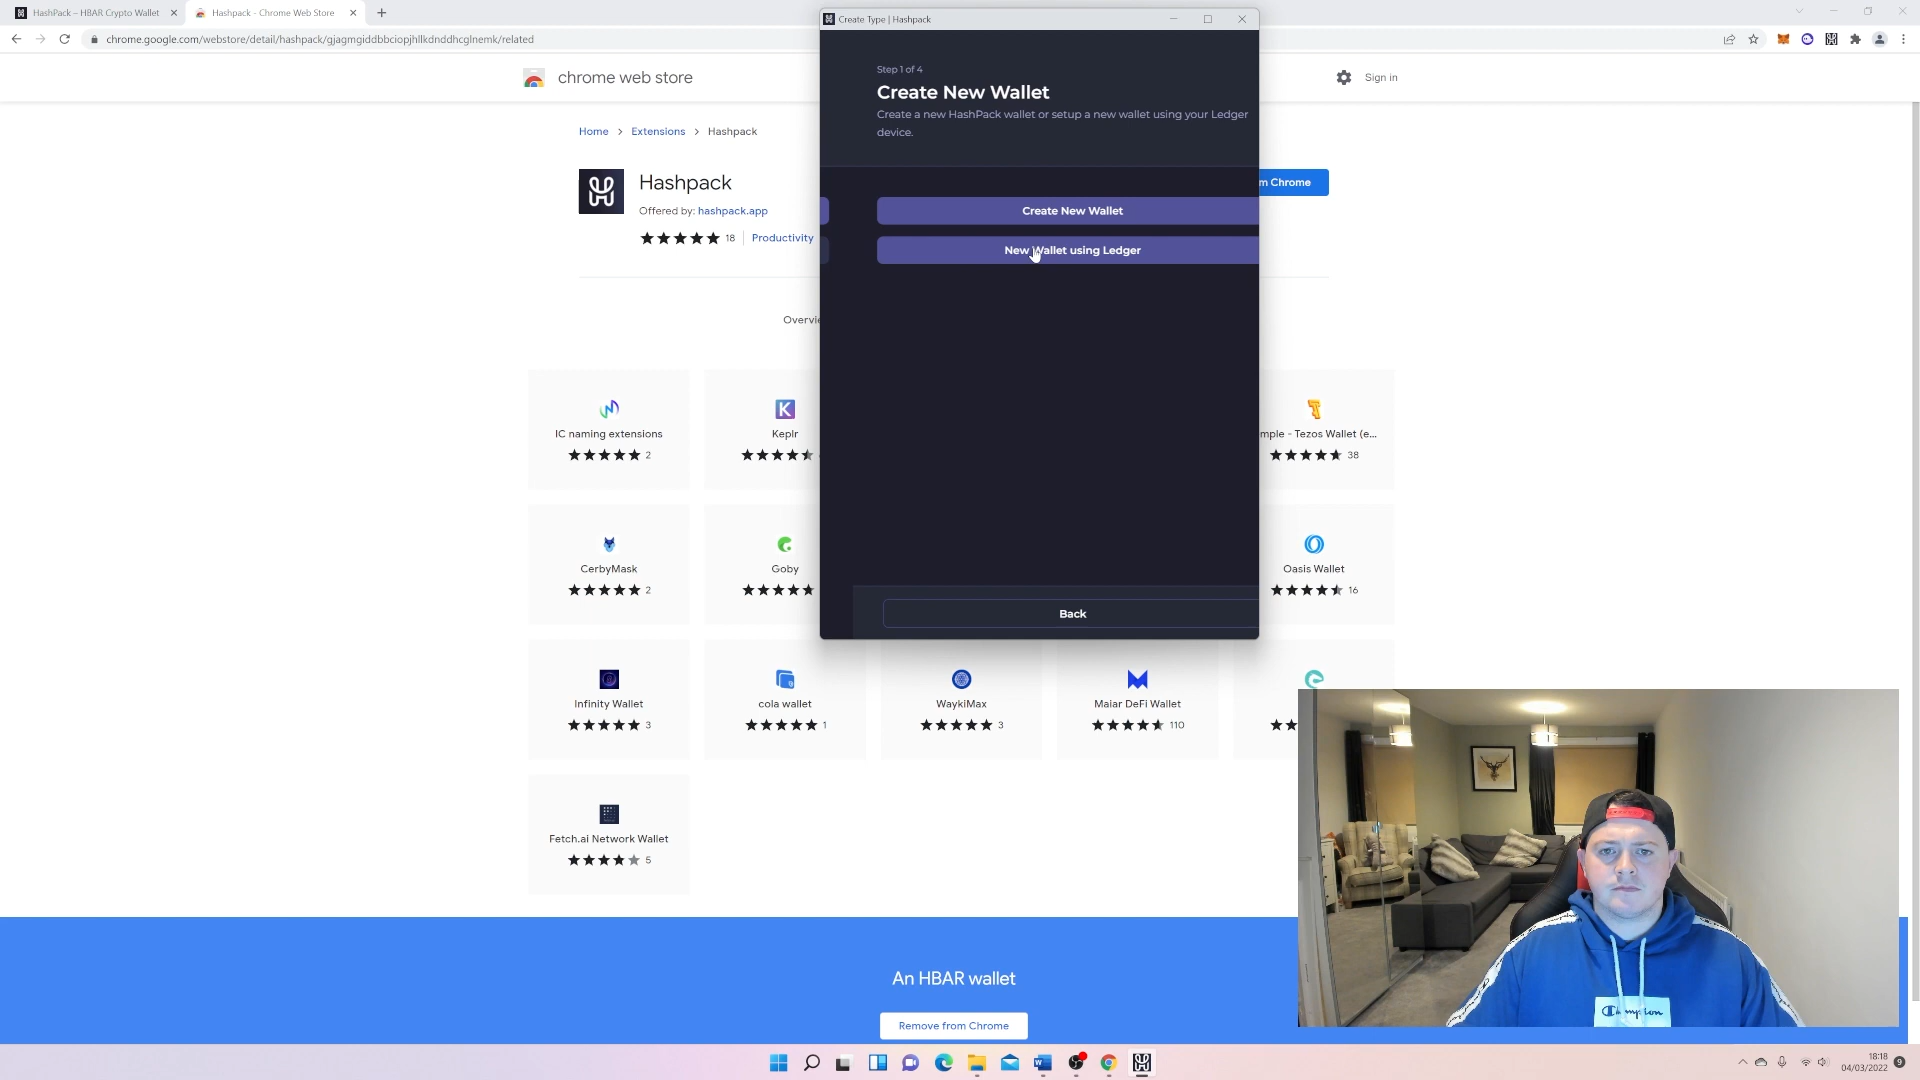 HashPack – HBAR Crypto Wallet
Hashpack - Chrome Web Store
chrome.google.com/webstore/detail/hashpack/gjagmgiddbbciopjhllkdnddhcglnemk/related
chrome web store
Sign in
Home > Extensions > Hashpack
Hashpack
Offered by: hashpack.app
18
Productivity
m Chrome
Overvie
Create Type | Hashpack
Step 1 of 4
Create New Wallet
Create a new HashPack wallet or setup a new wallet using your Ledger
device.
Create New Wallet
New Wallet using Ledger
Back
IC naming extensions
2
Keplr
mple - Tezos Wallet (e...
38
CerbyMask
2
Goby
Oasis Wallet
16
Infinity Wallet
3
cola wallet
1
WaykiMax
3
Maiar DeFi Wallet
110
Fetch.ai Network Wallet
5
An HBAR wallet
Remove from Chrome
Champion
18:18
04/03/2022
9